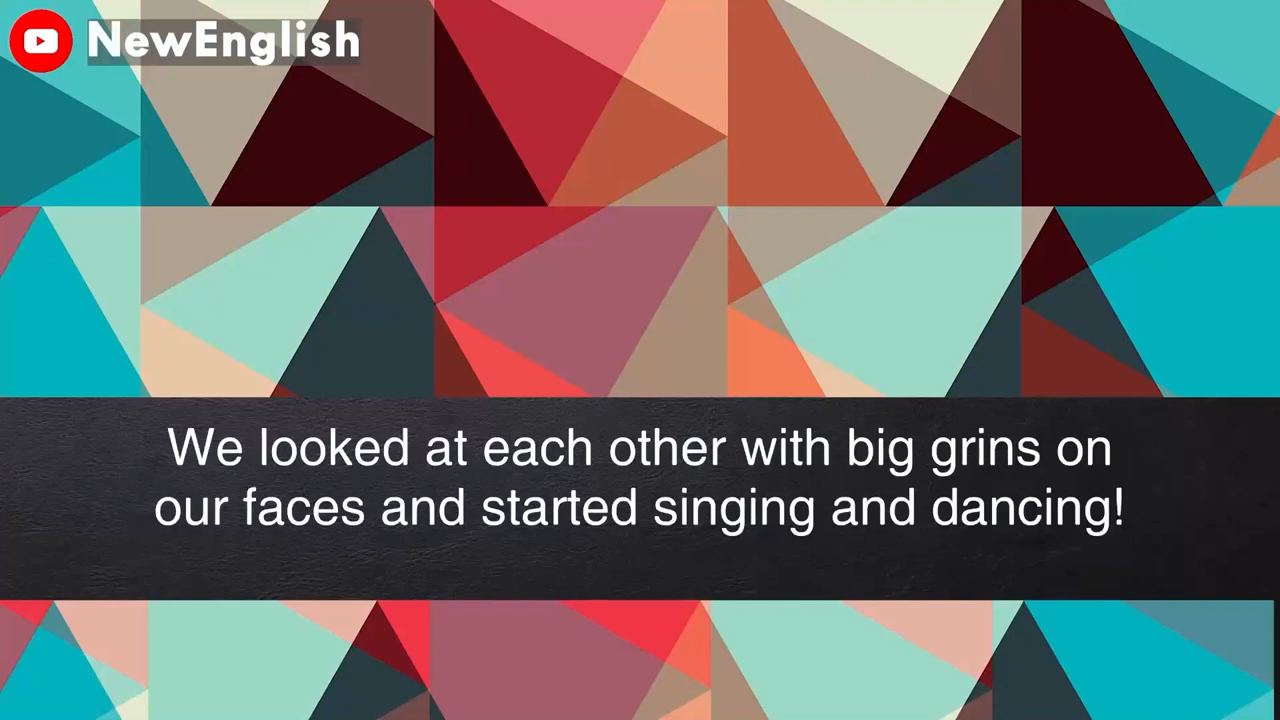 NewEnglish
We looked at each other with big grins on
our faces and started singing and dancing!